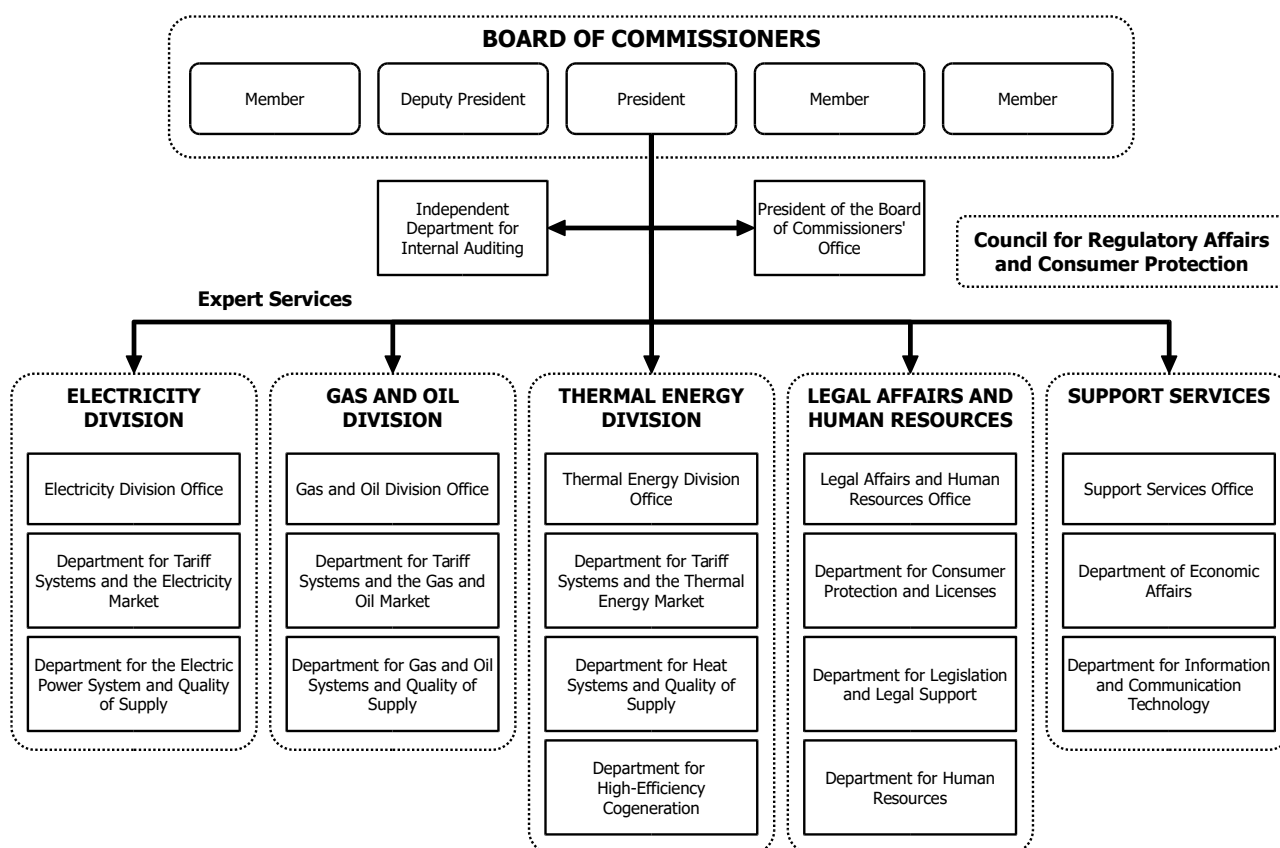 BOARD OF COMMISSIONERS
Member
Deputy President
President
Member
Member
Independent
Department for
Internal Auditing
President of the Board
of Commissioners'
Office
Council for Regulatory Affairs
and Consumer Protection
Expert Services
ELECTRICITY
DIVISION
Electricity Division Office
Department for Tariff
Systems and the Electricity
Market
Department for the Electric
Power System and Quality
of Supply
GAS AND OIL
DIVISION
Gas and Oil Division Office
Department for Tariff
Systems and the Gas and
Oil Market
Department for Gas and Oil
Systems and Quality of
Supply
THERMAL ENERGY
DIVISION
Thermal Energy Division
Office
Department for Tariff
Systems and the Thermal
Energy Market
Department for Heat
Systems and Quality of
Supply
Department for
High-Efficiency
Cogeneration
LEGAL AFFAIRS AND
HUMAN RESOURCES
Legal Affairs and Human
Resources Office
Department for Consumer
Protection and Licenses
Department for Legislation
and Legal Support
Department for Human
Resources
SUPPORT SERVICES
Support Services Office
Department of Economic
Affairs
Department for Information
and Communication
Technology